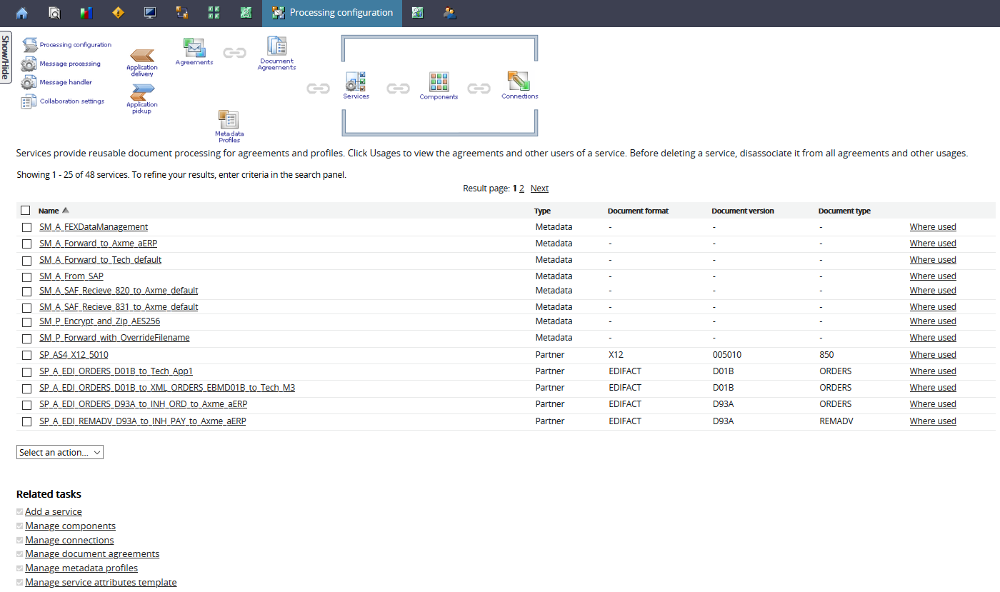 Processing configuration
Show/Hide
Processing configuration
Message processing
Message handler
Collaboration settings
Application delivery
Application pickup
Agreements
Document Agreements
Metadata Profiles
Services
Components
Connections
Services provide reusable document processing for agreements and profiles. Click Usages to view the agreements and other users of a service. Before deleting a service, disassociate it from all agreements and other usages.
Showing 1 - 25 of 48 services. To refine your results, enter criteria in the search panel.
Result page: 1 2 Next
Name Type Document format Document version Document type
SM_A_FEXDataManagement Metadata - - - Where used
SM_A_Forward_to_Axme_aERP Metadata - - - Where used
SM_A_Forward_to_Tech_default Metadata - - - Where used
SM_A_From_SAP Metadata - - - Where used
SM_A_SAF_Recieve_820_to_Axme_default Metadata - - - Where used
SM_A_SAF_Recieve_831_to_Axme_default Metadata - - - Where used
SM_P_Encrypt_and_Zip_AES256 Metadata - - - Where used
SM_P_Forward_with_OverrideFilename Metadata - - - Where used
SP_AS4_X12_5010 Partner X12 005010 850 Where used
SP_A_EDI_ORDERS_D01B_to_Tech_App1 Partner EDIFACT D01B ORDERS Where used
SP_A_EDI_ORDERS_D01B_to_XML_ORDERS_EBMD01B_to_Tech_M3 Partner EDIFACT D01B ORDERS Where used
SP_A_EDI_ORDERS_D93A_to_INH_ORD_to_Axme_aERP Partner EDIFACT D93A ORDERS Where used
SP_A_EDI_REMADV_D93A_to_INH_PAY_to_Axme_aERP Partner EDIFACT D93A REMADV Where used
Select an action...
Related tasks
Add a service
Manage components
Manage connections
Manage document agreements
Manage metadata profiles
Manage service attributes template